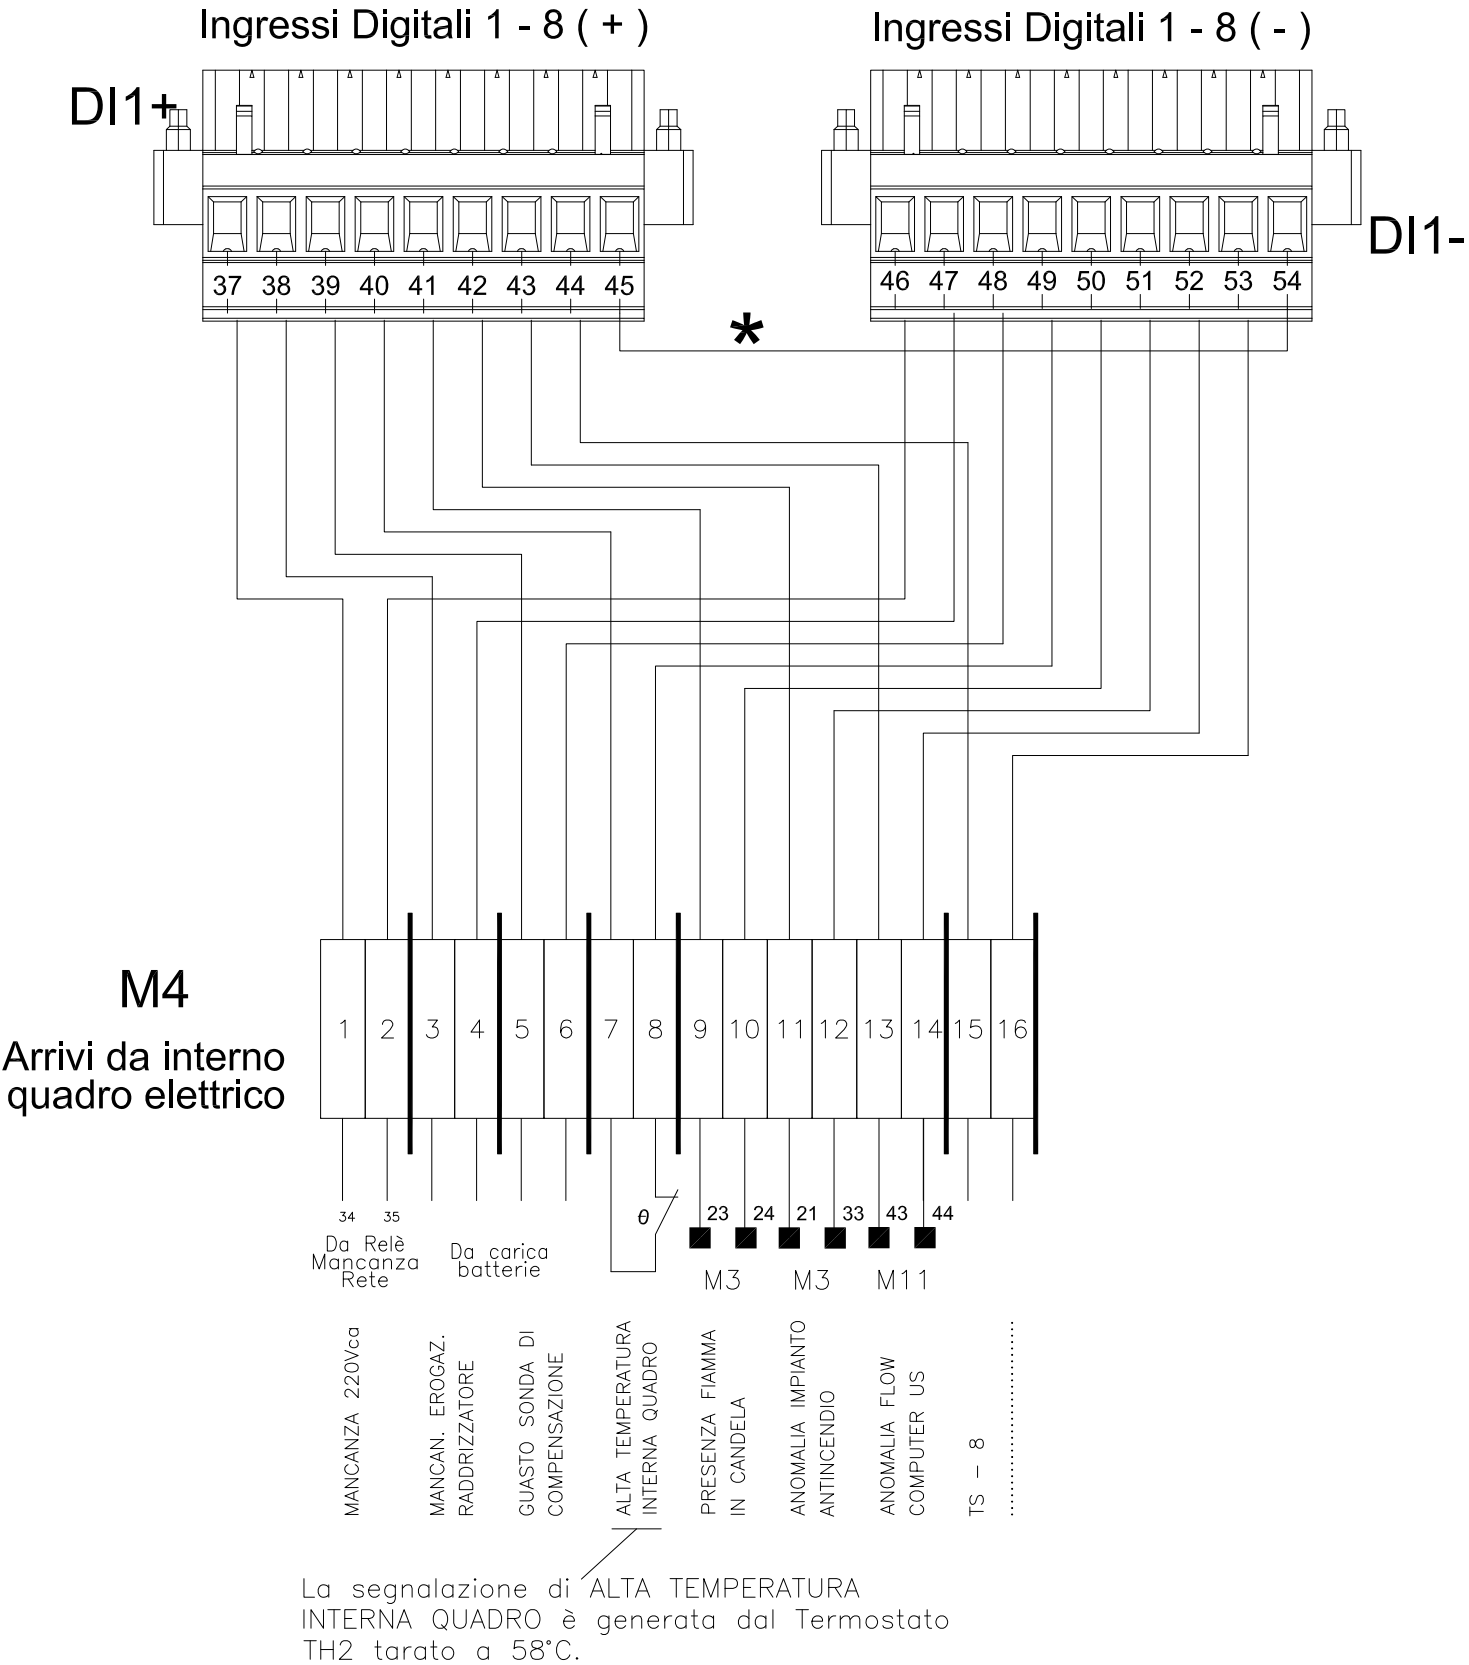 Ingressi Digitali 1 - 8 ( + )
Ingressi Digitali 1 - 8 ( - )
DI1+
DI1-
37 38 39 40 41 42 43 44 45
46 47 48 49 50 51 52 53 54
*
M4
Arrivi da interno
quadro elettrico
1 2 3 4 5 6 7 8 9 10 11 12 13 14 15 16
34 35
θ
23 24 21 33 43 44
Da Relè
Mancanza
Rete
Da carica
batterie
M3 M3 M11
MANCANZA 220Vca
MANCAN. EROGAZ.
RADDRIZZATORE
GUASTO SONDA DI
COMPENSAZIONE
ALTA TEMPERATURA
INTERNA QUADRO
PRESENZA FIAMMA
IN CANDELA
ANOMALIA IMPIANTO
ANTINCENDIO
ANOMALIA FLOW
COMPUTER US
TS - 8
....................................
La segnalazione di ALTA TEMPERATURA
INTERNA QUADRO è generata dal Termostato
TH2 tarato a 58°C.